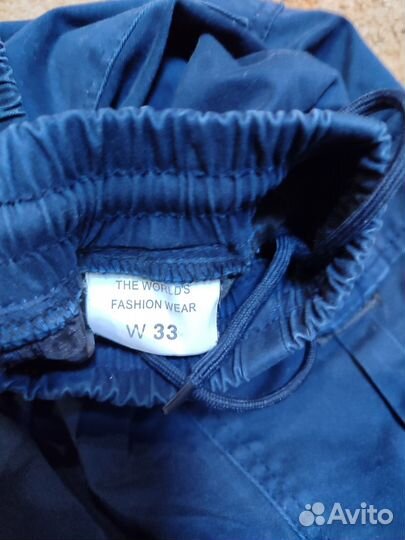 THE WORLD'S
FASHION WEAR
W 33
Avito